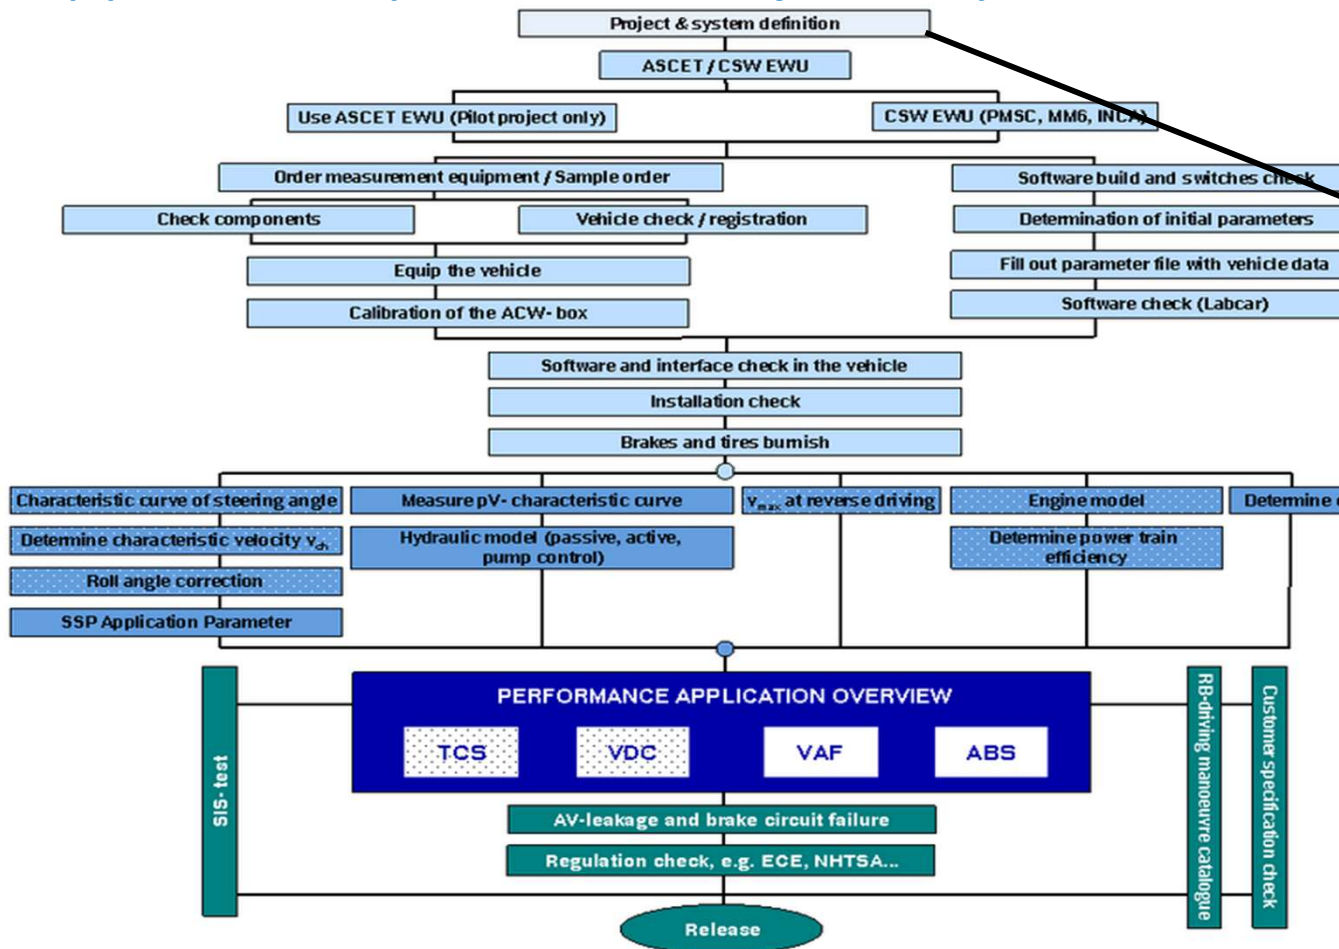 Project & system definition
ASCET / CSW EWU
Use ASCET EWU (Pilot project only)
CSW EWU (PMSC, MM6, INCA)
Order measurement equipment / Sample order
Software build and switches check
Check components
Vehicle check / registration
Determination of initial parameters
Equip the vehicle
Fill out parameter file with vehicle data
Calibration of the ACW- box
Software check (Labcar)
Software and interface check in the vehicle
Installation check
Brakes and tires burnish
Characteristic curve of steering angle
Measure pV- characteristic curve
vmax at reverse driving
Engine model
Determine
Determine characteristic velocity vch
Hydraulic model (passive, active,
pump control)
Determine power train
efficiency
Roll angle correction
SSP Application Parameter
PERFORMANCE APPLICATION OVERVIEW
TCS
VDC
VAF
ABS
SIS- test
RB-driving manoeuvre catalogue
Customer specification check
AV-leakage and brake circuit failure
Regulation check, e.g. ECE, NHTSA...
Release